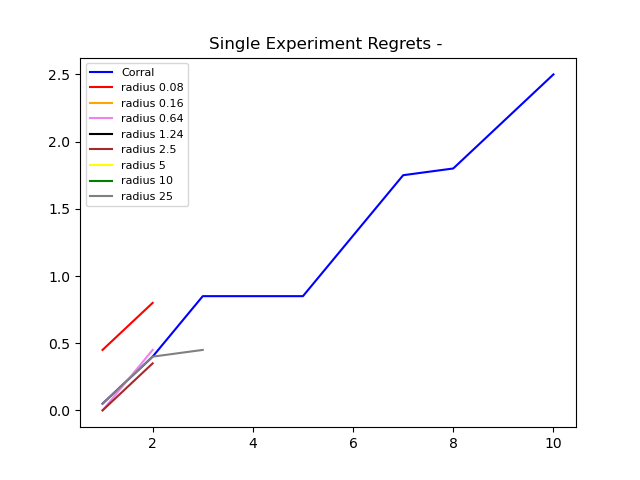 Single Experiment Regrets -
2.5
2.0
1.5
1.0
0.5
0.0
Corral
radius 0.08
radius 0.16
radius 0.64
radius 1.24
radius 2.5
radius 5
radius 10
radius 25
2 4 6 8 10